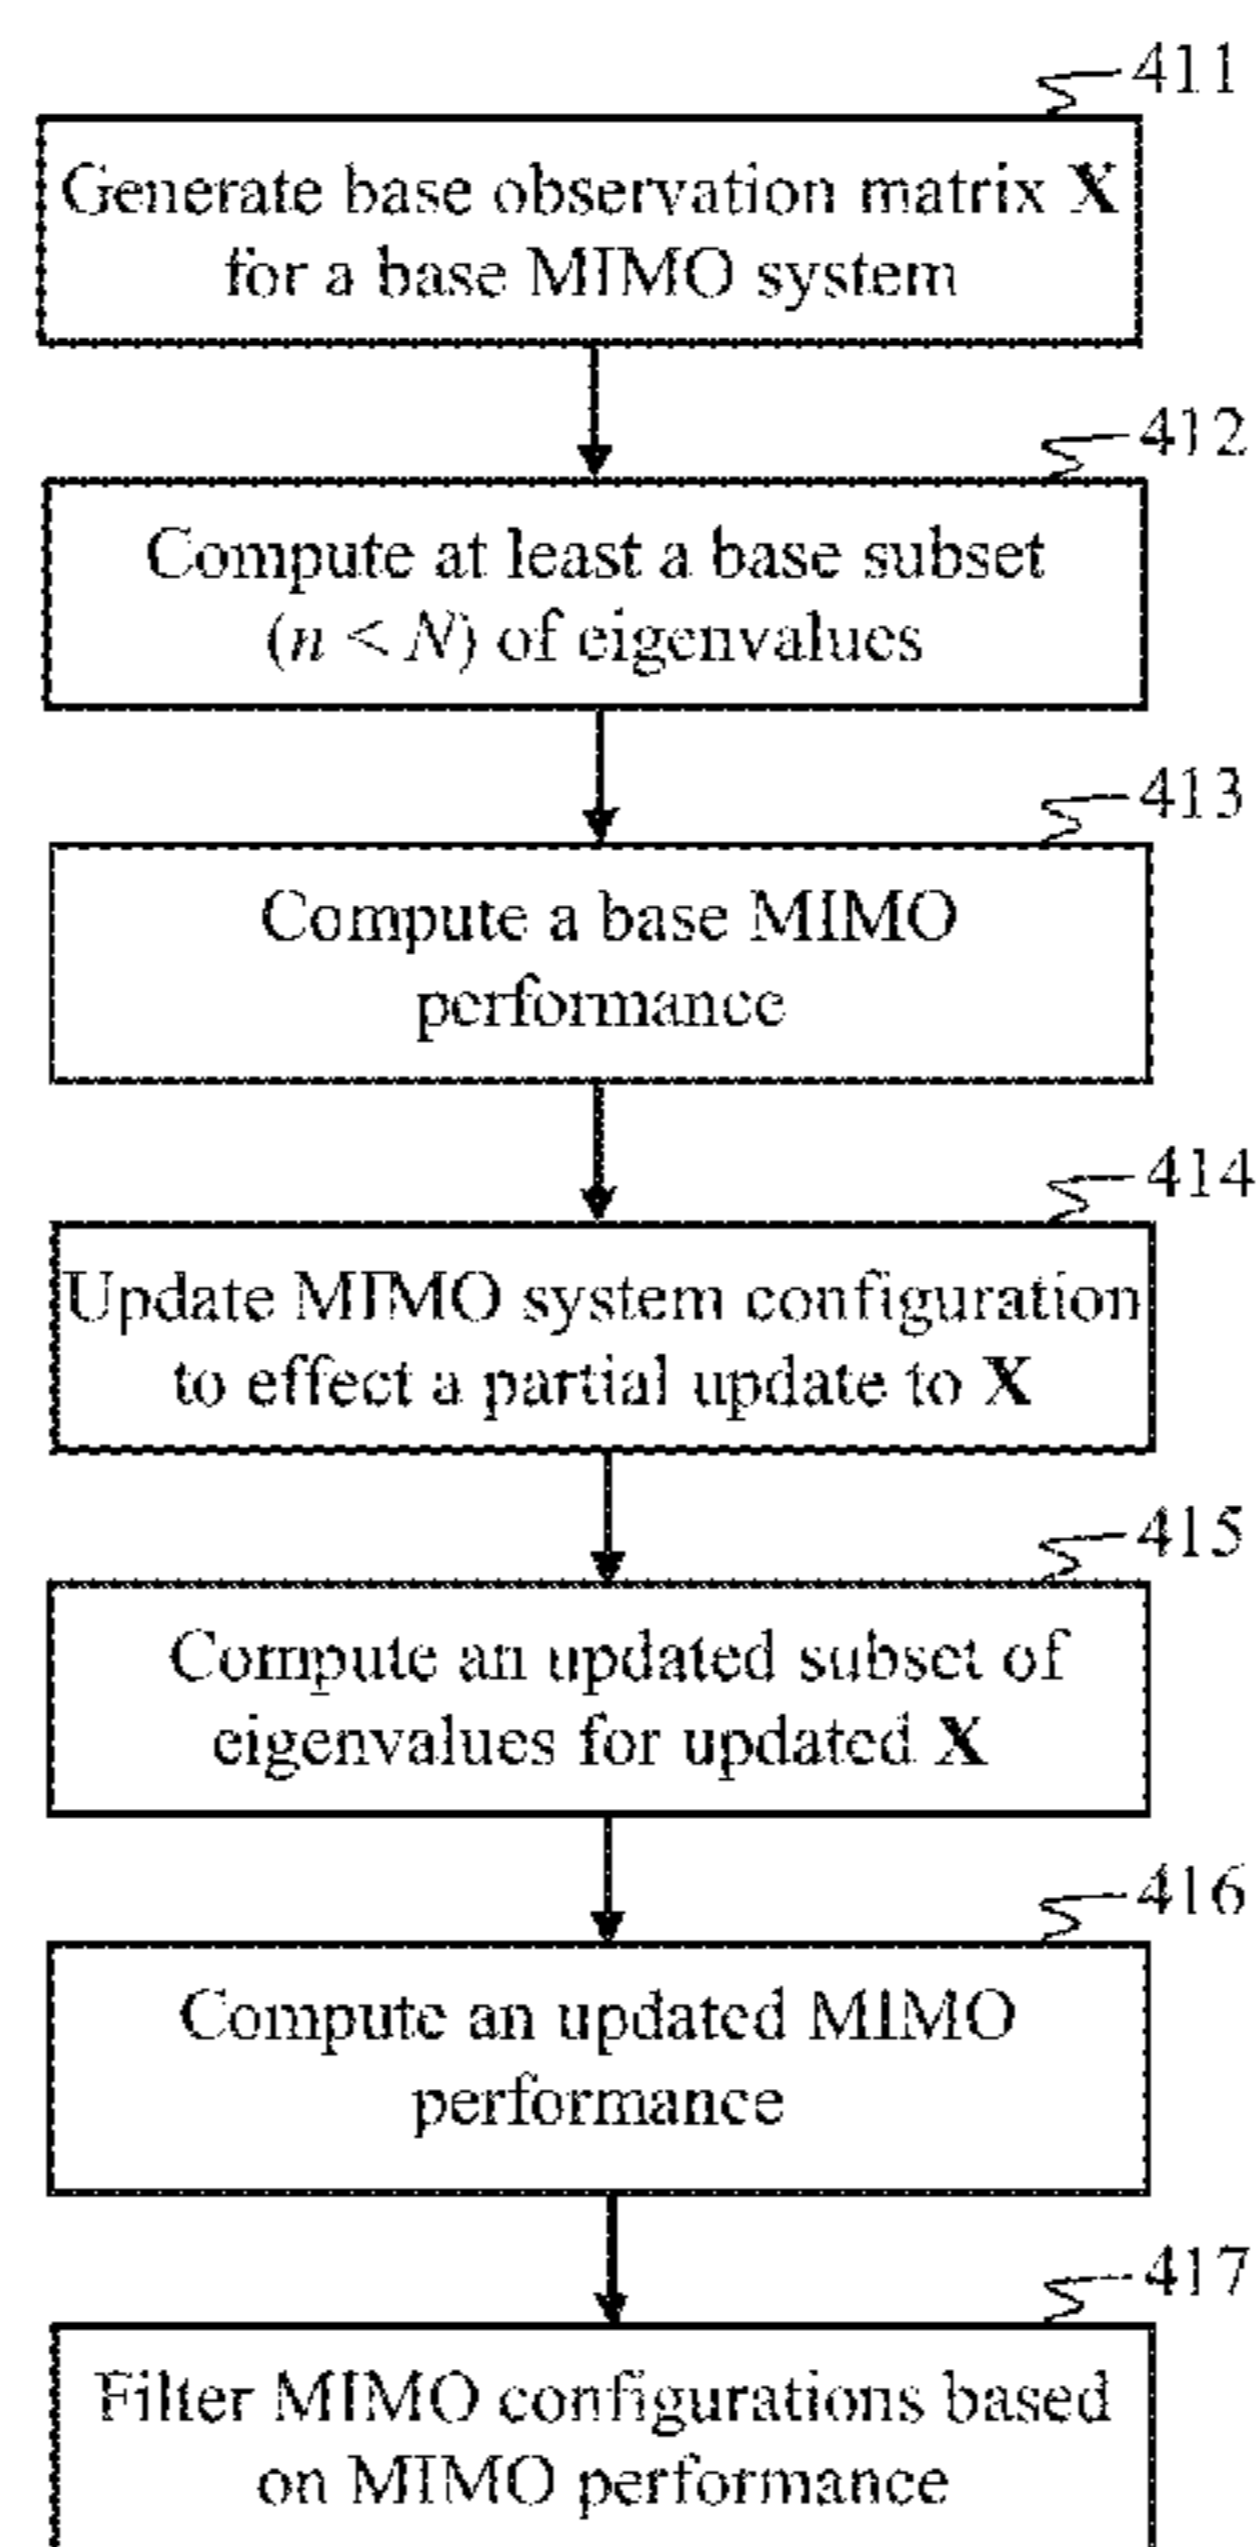 411
Generate base observation matrix X
for a base MIMO system
412
Compute at least a base subset
(n < N) of eigenvalues
413
Compute a base MIMO
performance
414
Update MIMO system configuration
to effect a partial update to X
415
Compute an updated subset of
eigenvalues for updated X
416
Compute an updated MIMO
performance
417
Filter MIMO configurations based
on MIMO performance